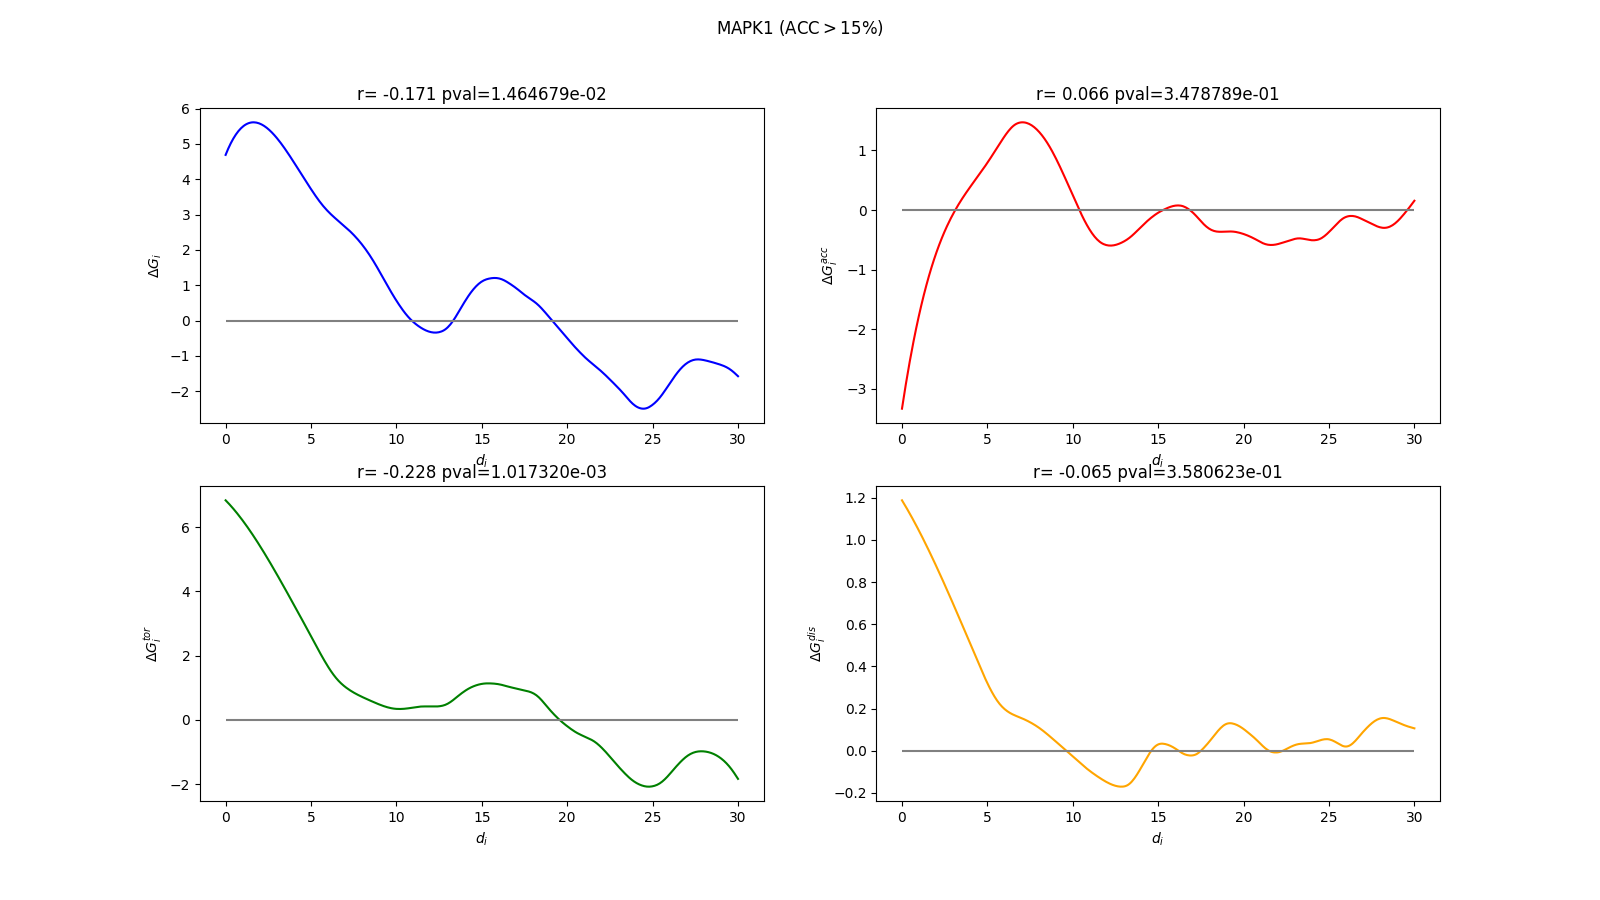 MAPK1 (ACC > 15%)
r= -0.171 pval=1.464679e-02
6
5
4
3
2
1
0
−1
−2
ΔG_i
0 5 10 15 20 25 30
d_i
r= 0.066 pval=3.478789e-01
1
0
−1
−2
−3
ΔG_i^{acc}
0 5 10 15 20 25 30
d_i
r= -0.228 pval=1.017320e-03
6
4
2
0
−2
ΔG_i^{tor}
0 5 10 15 20 25 30
d_i
r= -0.065 pval=3.580623e-01
1.2
1.0
0.8
0.6
0.4
0.2
0.0
−0.2
ΔG_i^{dis}
0 5 10 15 20 25 30
d_i